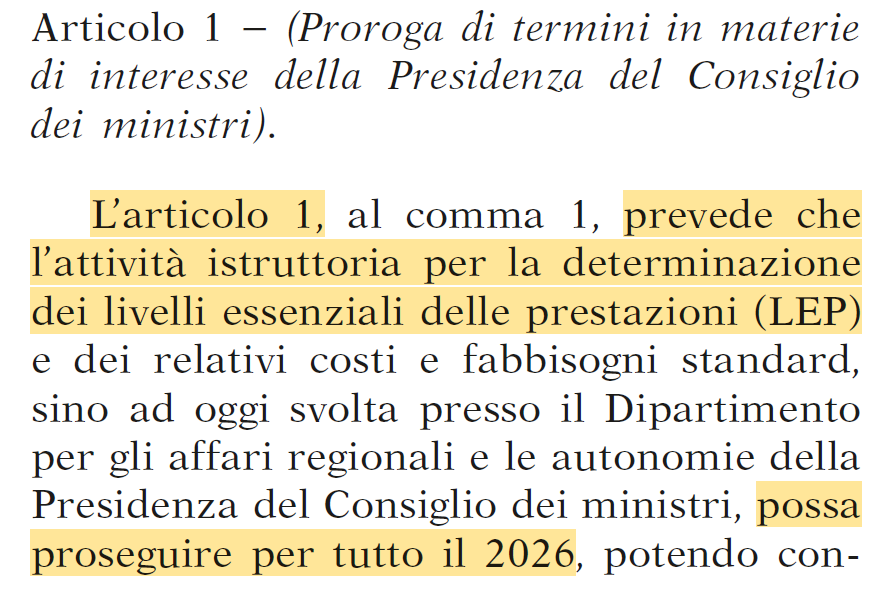 Articolo 1 – (Proroga di termini in materie
di interesse della Presidenza del Consiglio
dei ministri).
L’articolo 1, al comma 1, prevede che
l’attività istruttoria per la determinazione
dei livelli essenziali delle prestazioni (LEP)
e dei relativi costi e fabbisogni standard,
sino ad oggi svolta presso il Dipartimento
per gli affari regionali e le autonomie della
Presidenza del Consiglio dei ministri, possa
proseguire per tutto il 2026, potendo con-